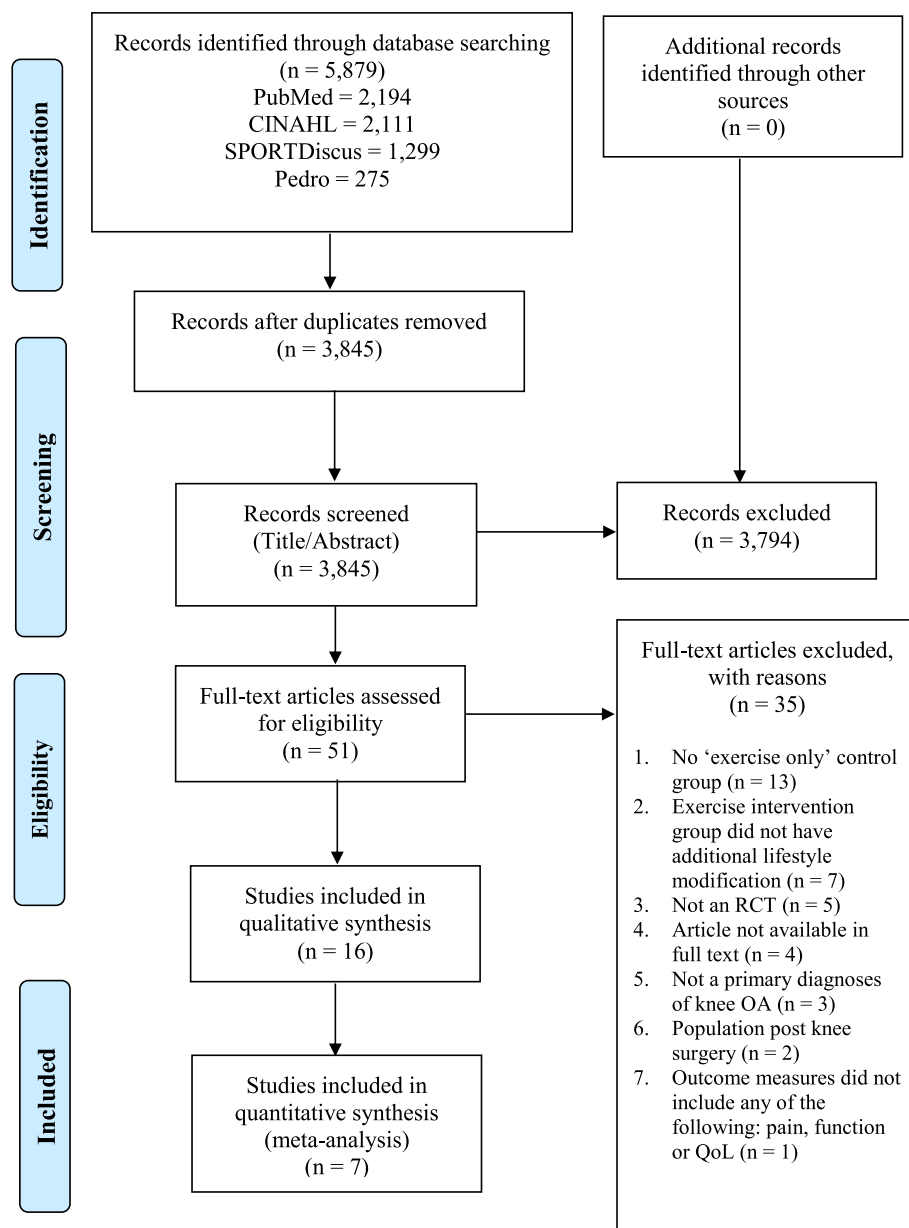 Identification
Records identified through database searching
(n = 5,879)
PubMed = 2,194
CINAHL = 2,111
SPORTDiscus = 1,299
Pedro = 275
Additional records
identified through other
sources
(n = 0)
Records after duplicates removed
(n = 3,845)
Screening
Records screened
(Title/Abstract)
(n = 3,845)
Records excluded
(n = 3,794)
Eligibility
Full-text articles assessed
for eligibility
(n = 51)
Full-text articles excluded,
with reasons
(n = 35)
1. No ‘exercise only’ control
group (n = 13)
2. Exercise intervention
group did not have
additional lifestyle
modification (n = 7)
3. Not an RCT (n = 5)
4. Article not available in
full text (n = 4)
5. Not a primary diagnoses
of knee OA (n = 3)
6. Population post knee
surgery (n = 2)
7. Outcome measures did not
include any of the
following: pain, function
or QoL (n = 1)
Studies included in
qualitative synthesis
(n = 16)
Included
Studies included in
quantitative synthesis
(meta-analysis)
(n = 7)